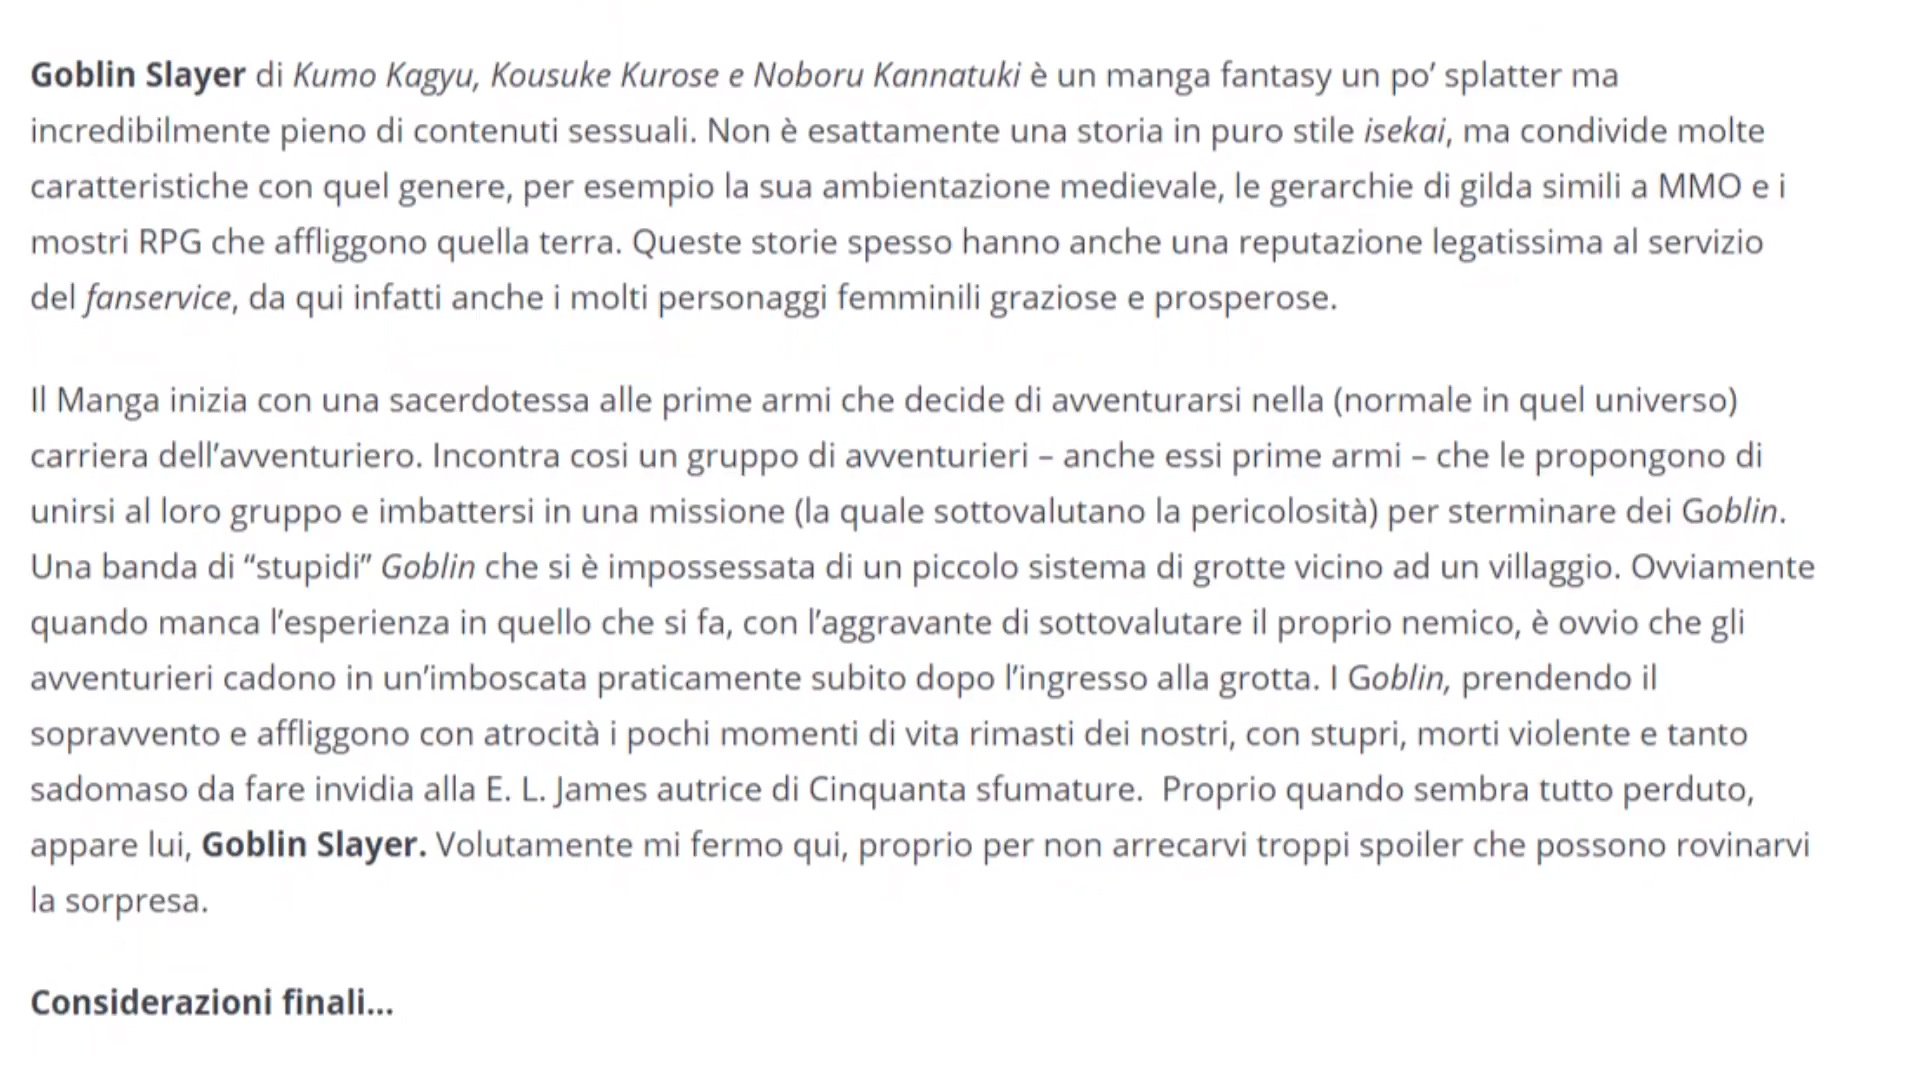 Goblin Slayer di Kumo Kagyu, Kousuke Kurose e Noboru Kannatuki è un manga fantasy un po’ splatter ma
incredibilmente pieno di contenuti sessuali. Non è esattamente una storia in puro stile isekai, ma condivide molte
caratteristiche con quel genere, per esempio la sua ambientazione medievale, le gerarchie di gilda simili a MMO e i
mostri RPG che affliggono quella terra. Queste storie spesso hanno anche una reputazione legatissima al servizio
del fanservice, da qui infatti anche i molti personaggi femminili graziose e prosperose.
Il Manga inizia con una sacerdotessa alle prime armi che decide di avventurarsi nella (normale in quel universo)
carriera dell’avventuriero. Incontra cosi un gruppo di avventurieri – anche essi prime armi – che le propongono di
unirsi al loro gruppo e imbattersi in una missione (la quale sottovalutano la pericolosità) per sterminare dei Goblin.
Una banda di “stupidi” Goblin che si è impossessata di un piccolo sistema di grotte vicino ad un villaggio. Ovviamente
quando manca l’esperienza in quello che si fa, con l’aggravante di sottovalutare il proprio nemico, è ovvio che gli
avventurieri cadono in un’imboscata praticamente subito dopo l’ingresso alla grotta. I Goblin, prendendo il
sopravvento e affliggono con atrocità i pochi momenti di vita rimasti dei nostri, con stupri, morti violente e tanto
sadomaso da fare invidia alla E. L. James autrice di Cinquanta sfumature.  Proprio quando sembra tutto perduto,
appare lui, Goblin Slayer. Volutamente mi fermo qui, proprio per non arrecarvi troppi spoiler che possono rovinarvi
la sorpresa.
Considerazioni finali...